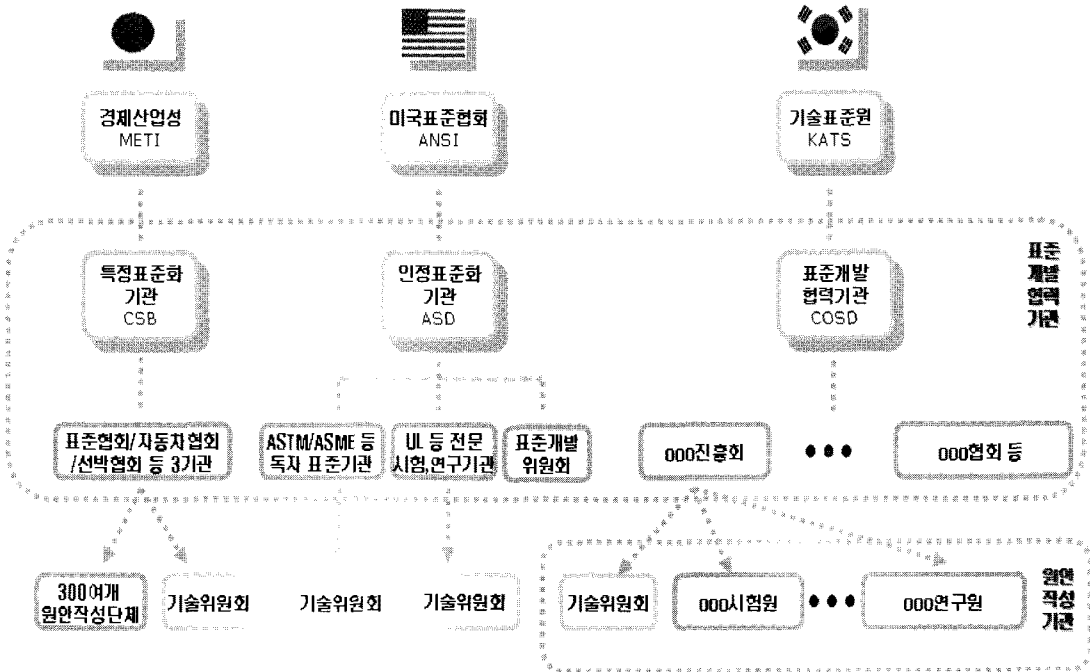 경제산업성
METI
미국표준협회
ANSI
기술표준원
KATS
특정표준화
기관
CSB
인정표준화
기관
ASD
표준개발
협력기관
COSD
표준
개발
협력
기관
표준협회/자동차협회
/선박협회 등 3기관
ASTM/ASME 등
독자 표준기관
UL 등 전문
시험,연구기관
표준개발
위원회
000진흥회
000협회 등
300여개
원안작성단체
기술위원회
기술위원회
기술위원회
기술위원회
000시험원
000연구원
원안
작성
기관